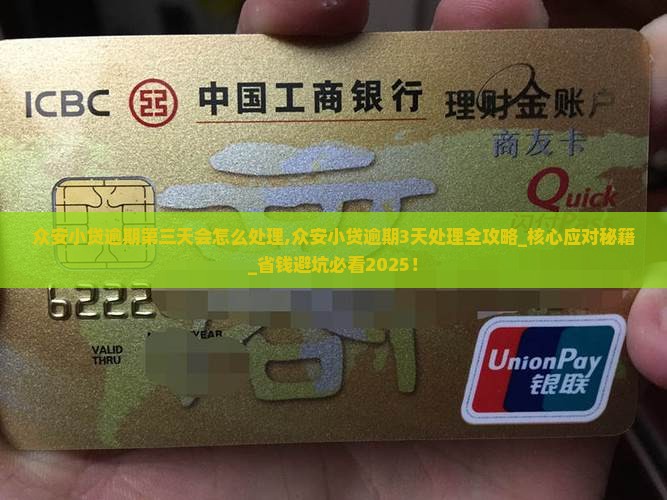 ICBC 中国工商银行 理财金账户
商友卡
Quick
众安小贷逾期第三天会怎么处理,众安小贷逾期3天处理全攻略_核心应对秘籍
_省钱避坑必看2025!
6222
YEAR
VALID
THRU
UnionPay
银联